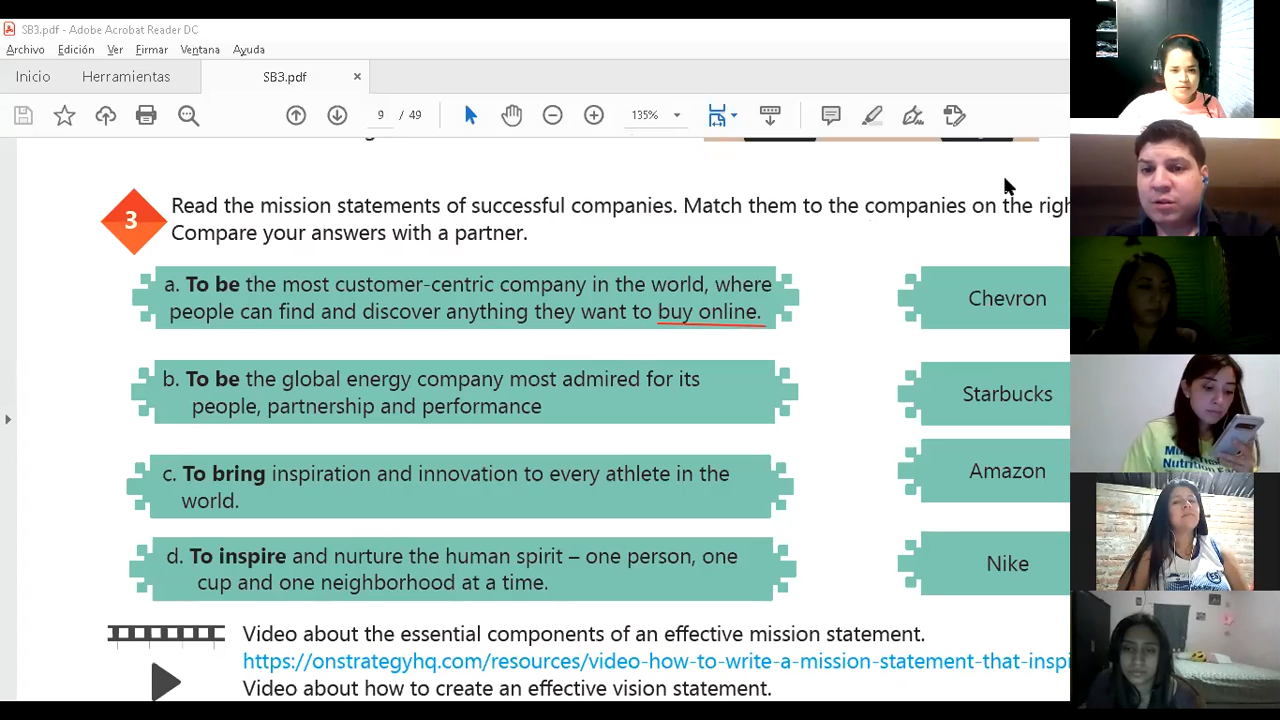 SB3.pdf - Adobe Acrobat Reader DC
Archivo Edición Ver Firmar Ventana Ayuda
Inicio Herramientas SB3.pdf ×
9 / 49 135%
3
Read the mission statements of successful companies. Match them to the companies on the righ
Compare your answers with a partner.
a. To be the most customer-centric company in the world, where
people can find and discover anything they want to buy online.
Chevron
b. To be the global energy company most admired for its
people, partnership and performance
Starbucks
c. To bring inspiration and innovation to every athlete in the
world.
Amazon
d. To inspire and nurture the human spirit – one person, one
cup and one neighborhood at a time.
Nike
Video about the essential components of an effective mission statement.
https://onstrategyhq.com/resources/video-how-to-write-a-mission-statement-that-inspi
Video about how to create an effective vision statement.